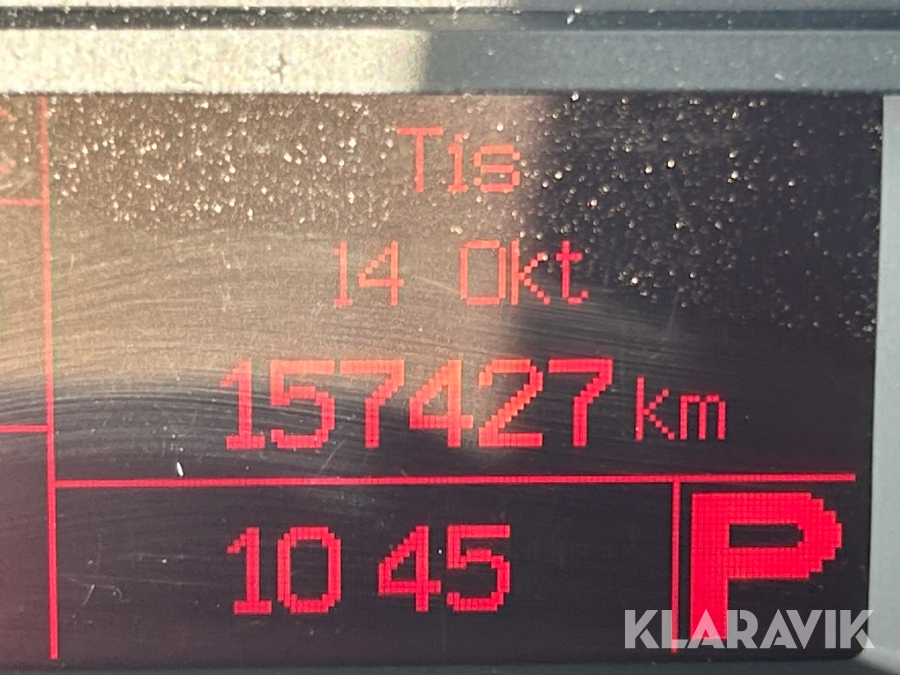 Tis
14 Okt
157427 km
10 45
P
KLARAVIK